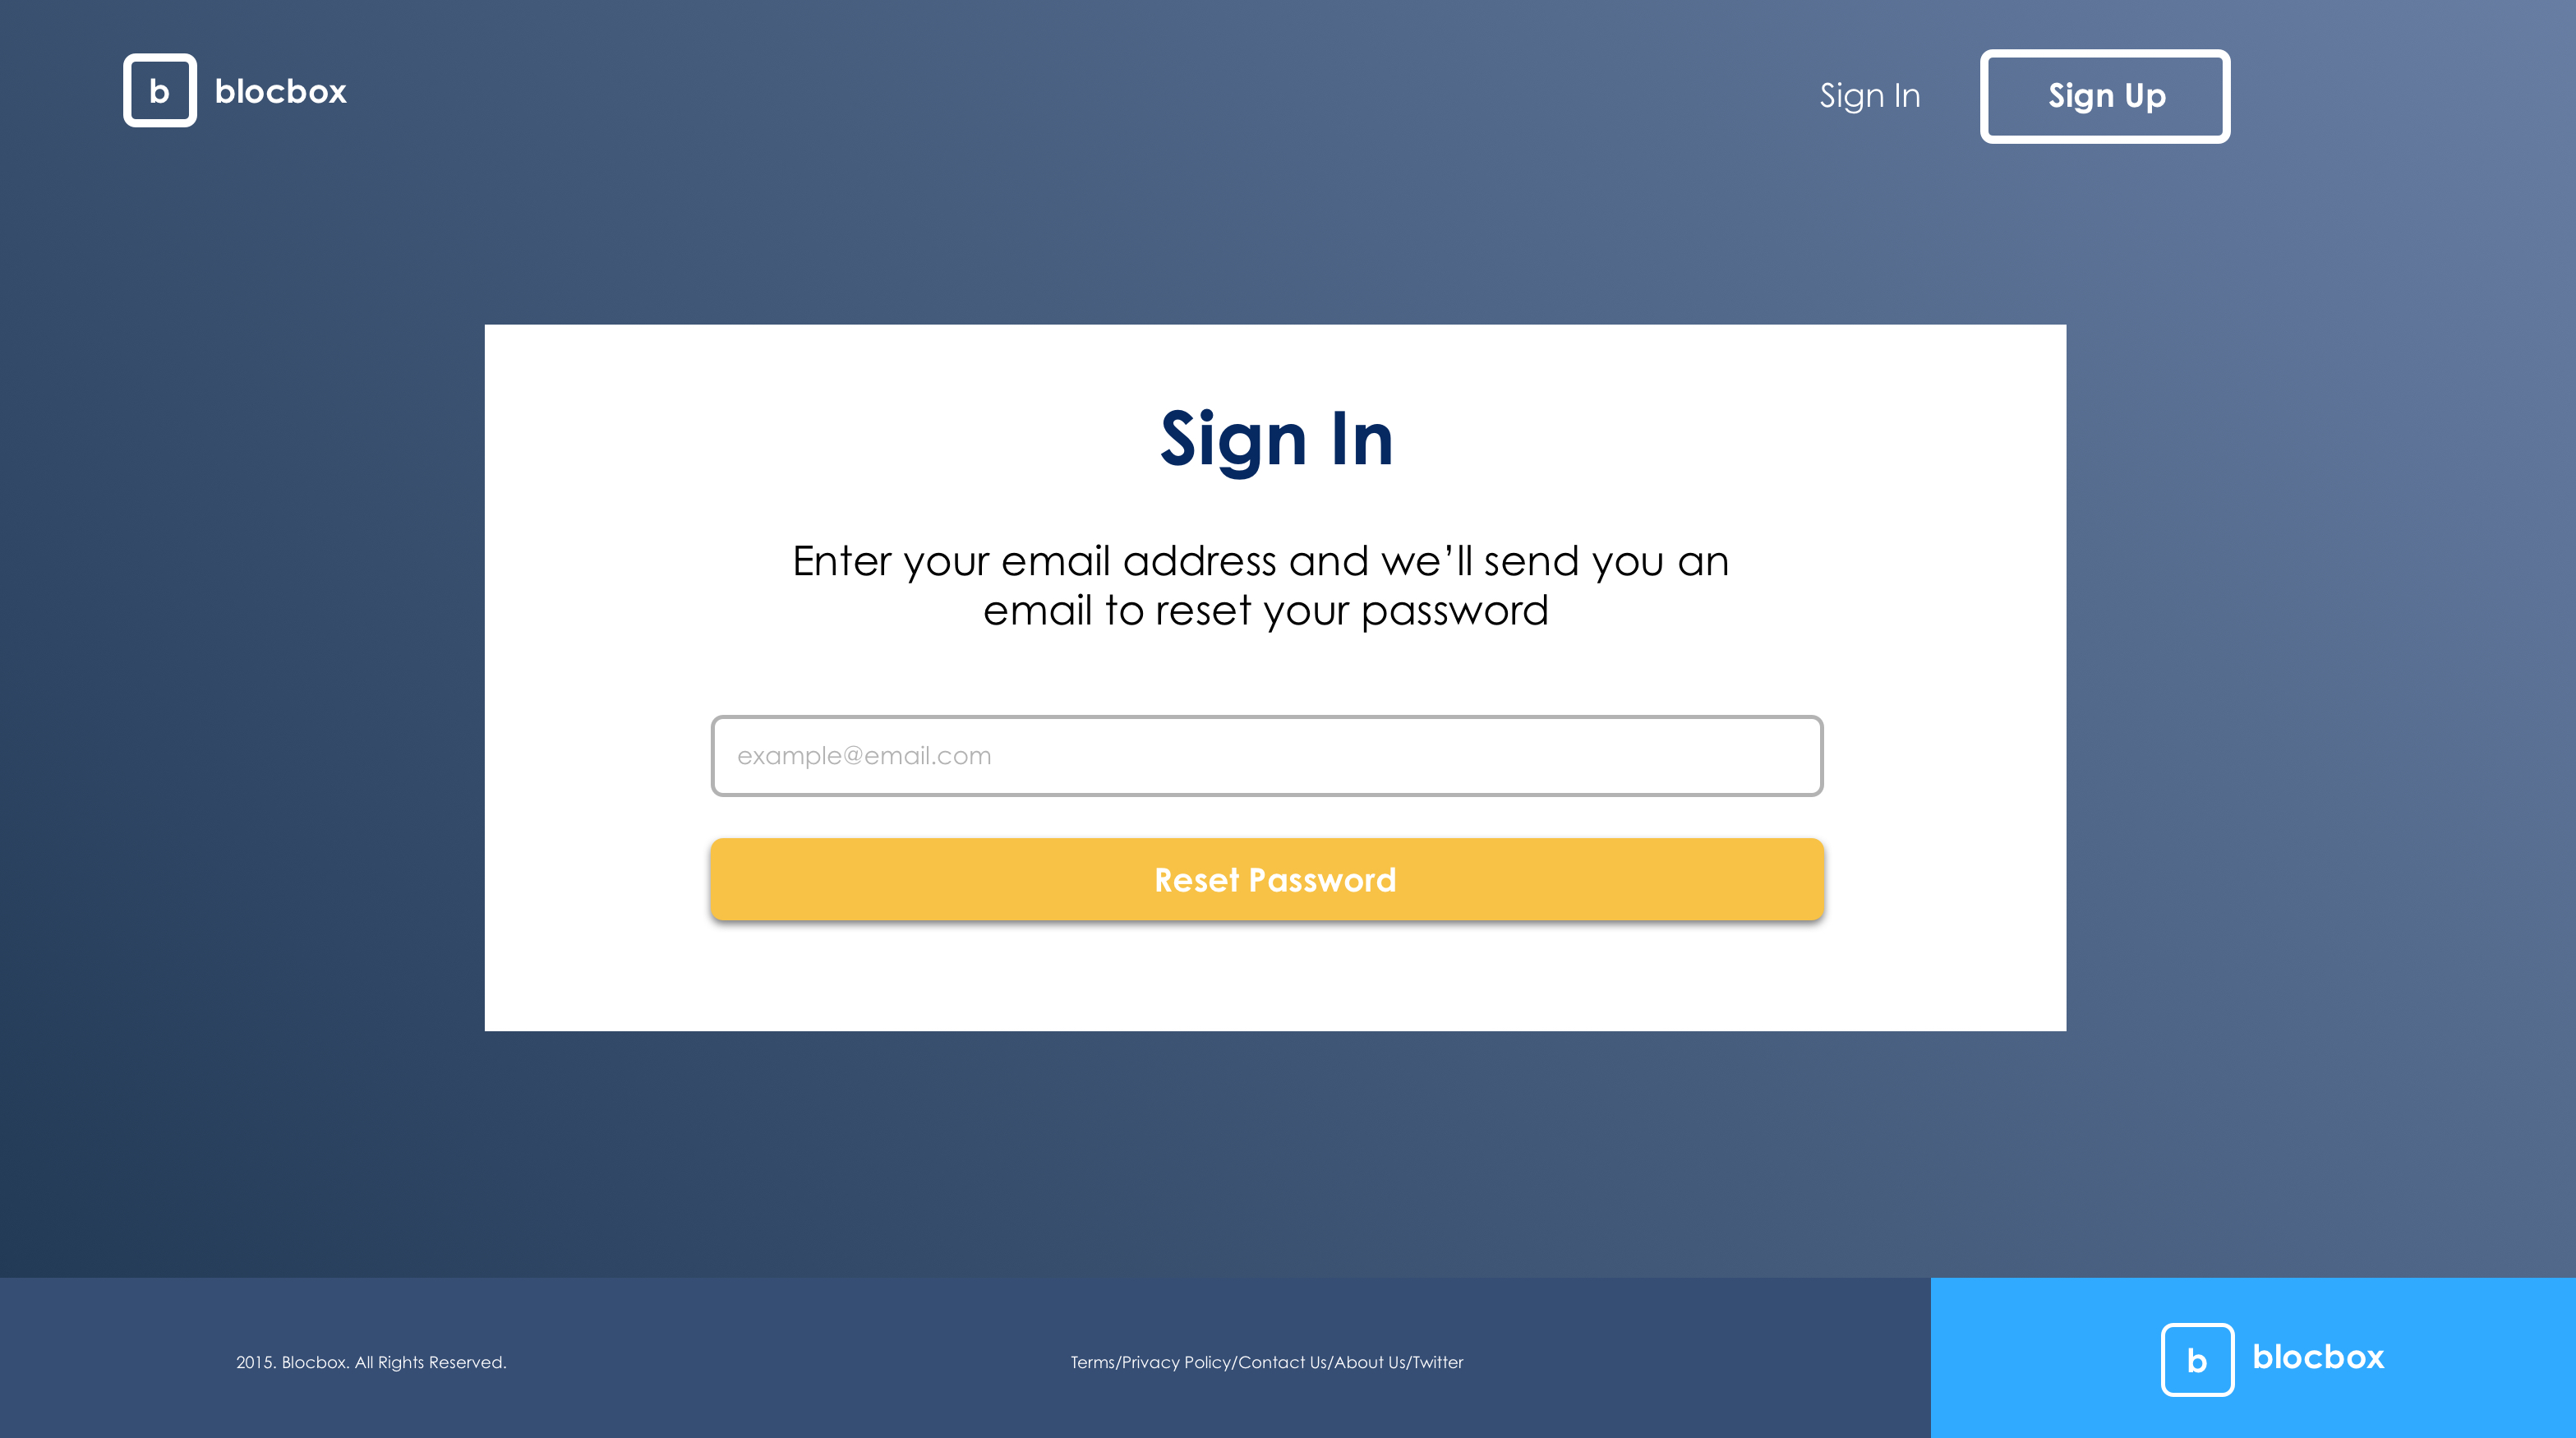 b blocbox
Sign In
Sign Up
Sign In
Enter your email address and we’ll send you an
email to reset your password
example@email.com
Reset Password
2015. Blocbox. All Rights Reserved.
Terms/Privacy Policy/Contact Us/About Us/Twitter
b blocbox